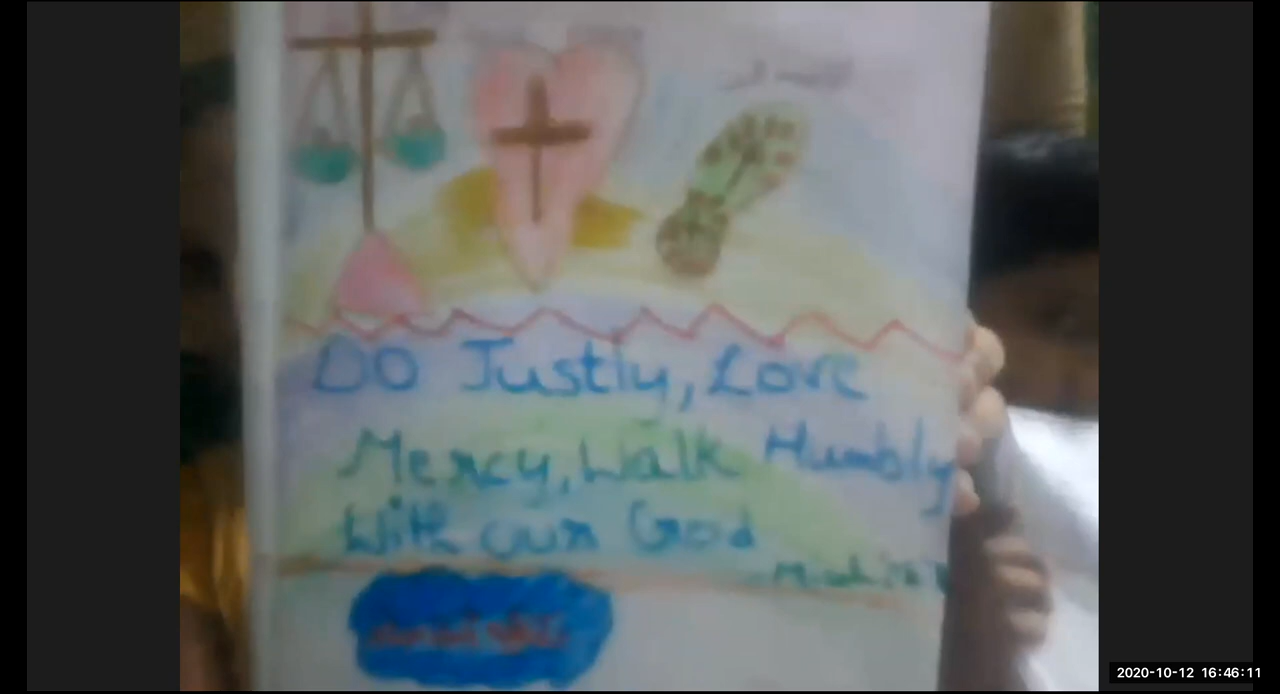 Do Justly, Love
Mercy, Walk Humbly
With our God
2020-10-12 16:46:11